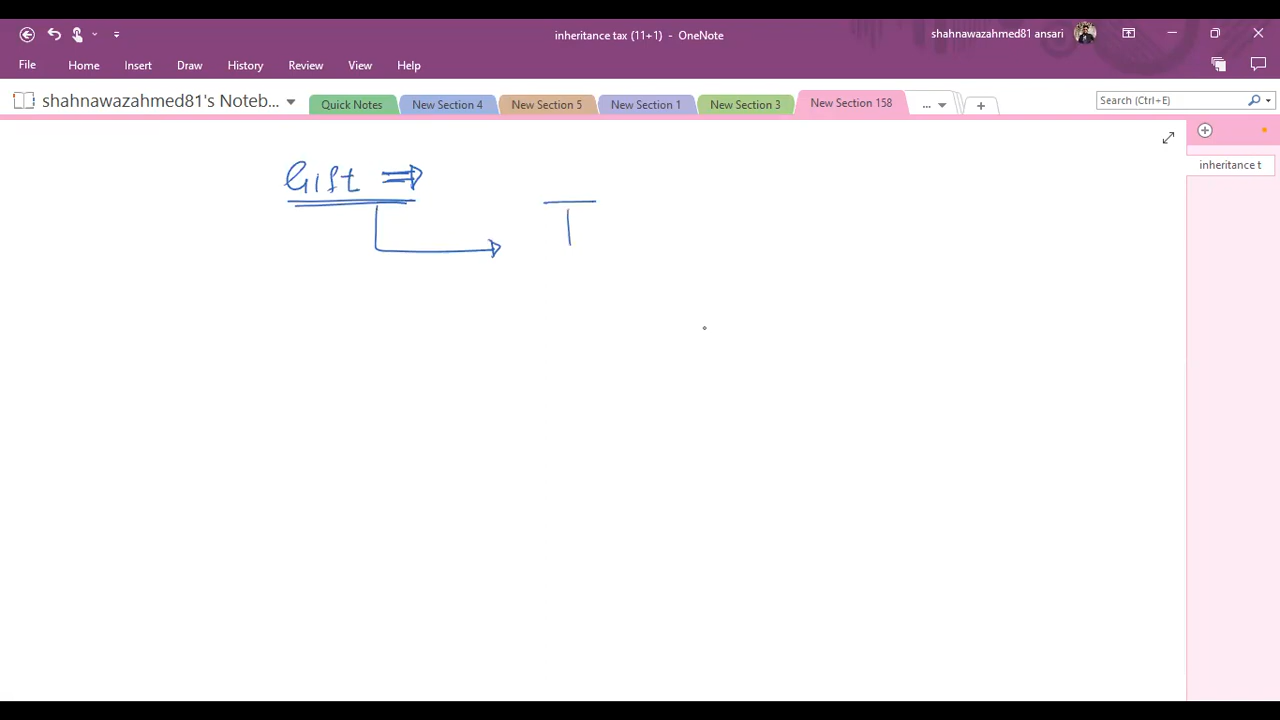 inheritance tax (11+1) - OneNote
shahnawazahmed81 ansari
File Home Insert Draw History Review View Help
shahnawazahmed81's Noteb...
Quick Notes New Section 4 New Section 5 New Section 1 New Section 3 New Section 158 ...
Search (Ctrl+E)
inheritance t
Gift ⇒
T